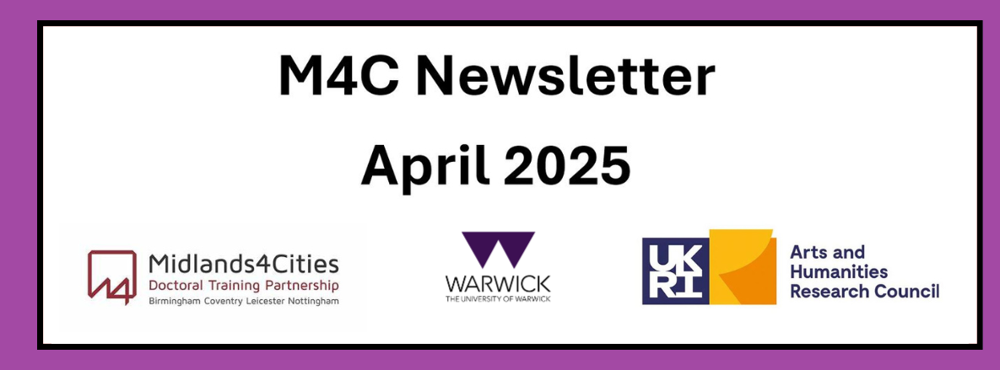 M4C Newsletter
April 2025
Midlands4Cities
Doctoral Training Partnership
Birmingham Coventry Leicester Nottingham
WARWICK
THE UNIVERSITY OF WARWICK
UK
RI
Arts and
Humanities
Research Council